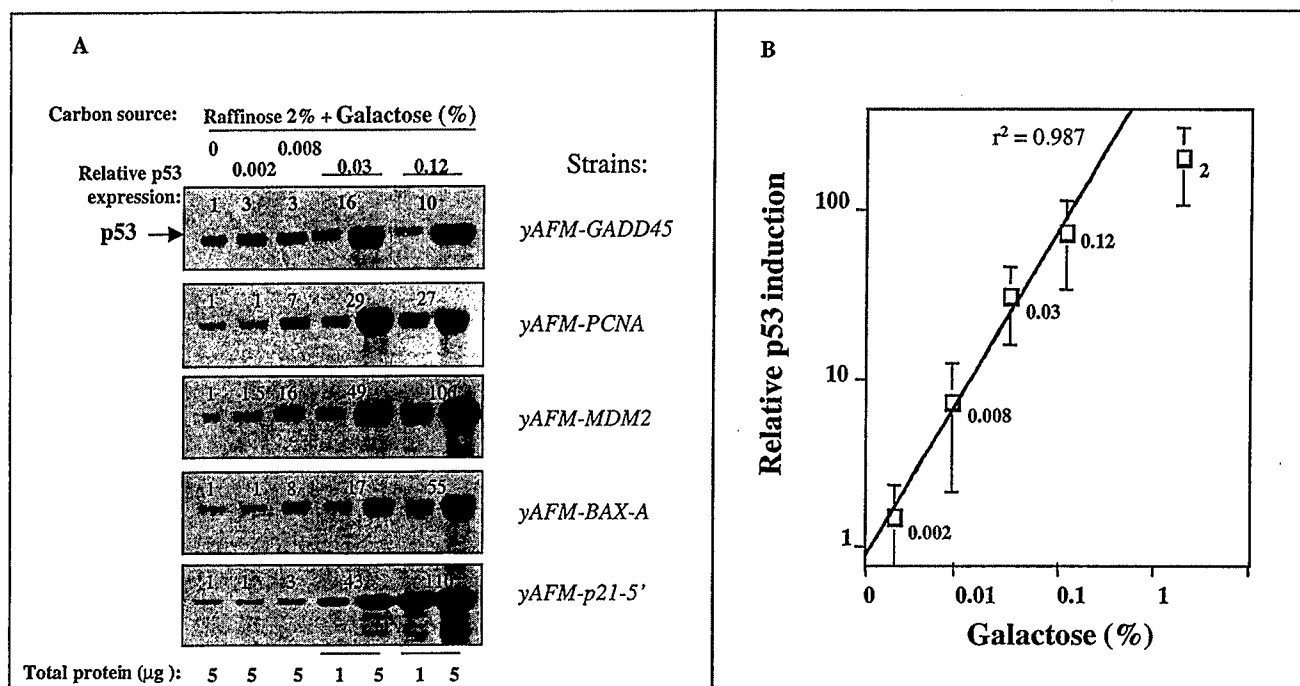 A
Carbon source: Raffinose 2% + Galactose (%)
0 0.008
Relative p53 0.002 0.03 0.12 Strains:
expression:
1 3 3 16 10
p53 yAFM-GADD45
1 1 7 29 27
yAFM-PCNA
1 1.5 16 49
yAFM-MDM2
1 1 8 17 55
yAFM-BAX-A
1 1 3 43 110
yAFM-p21-5'
Total protein (µg): 5 5 5 1 5 1 5
B
r² = 0.987
2
100
0.12
0.03
10
0.008
0.002
1
0 0.01 0.1 1
Relative p53 induction
Galactose (%)